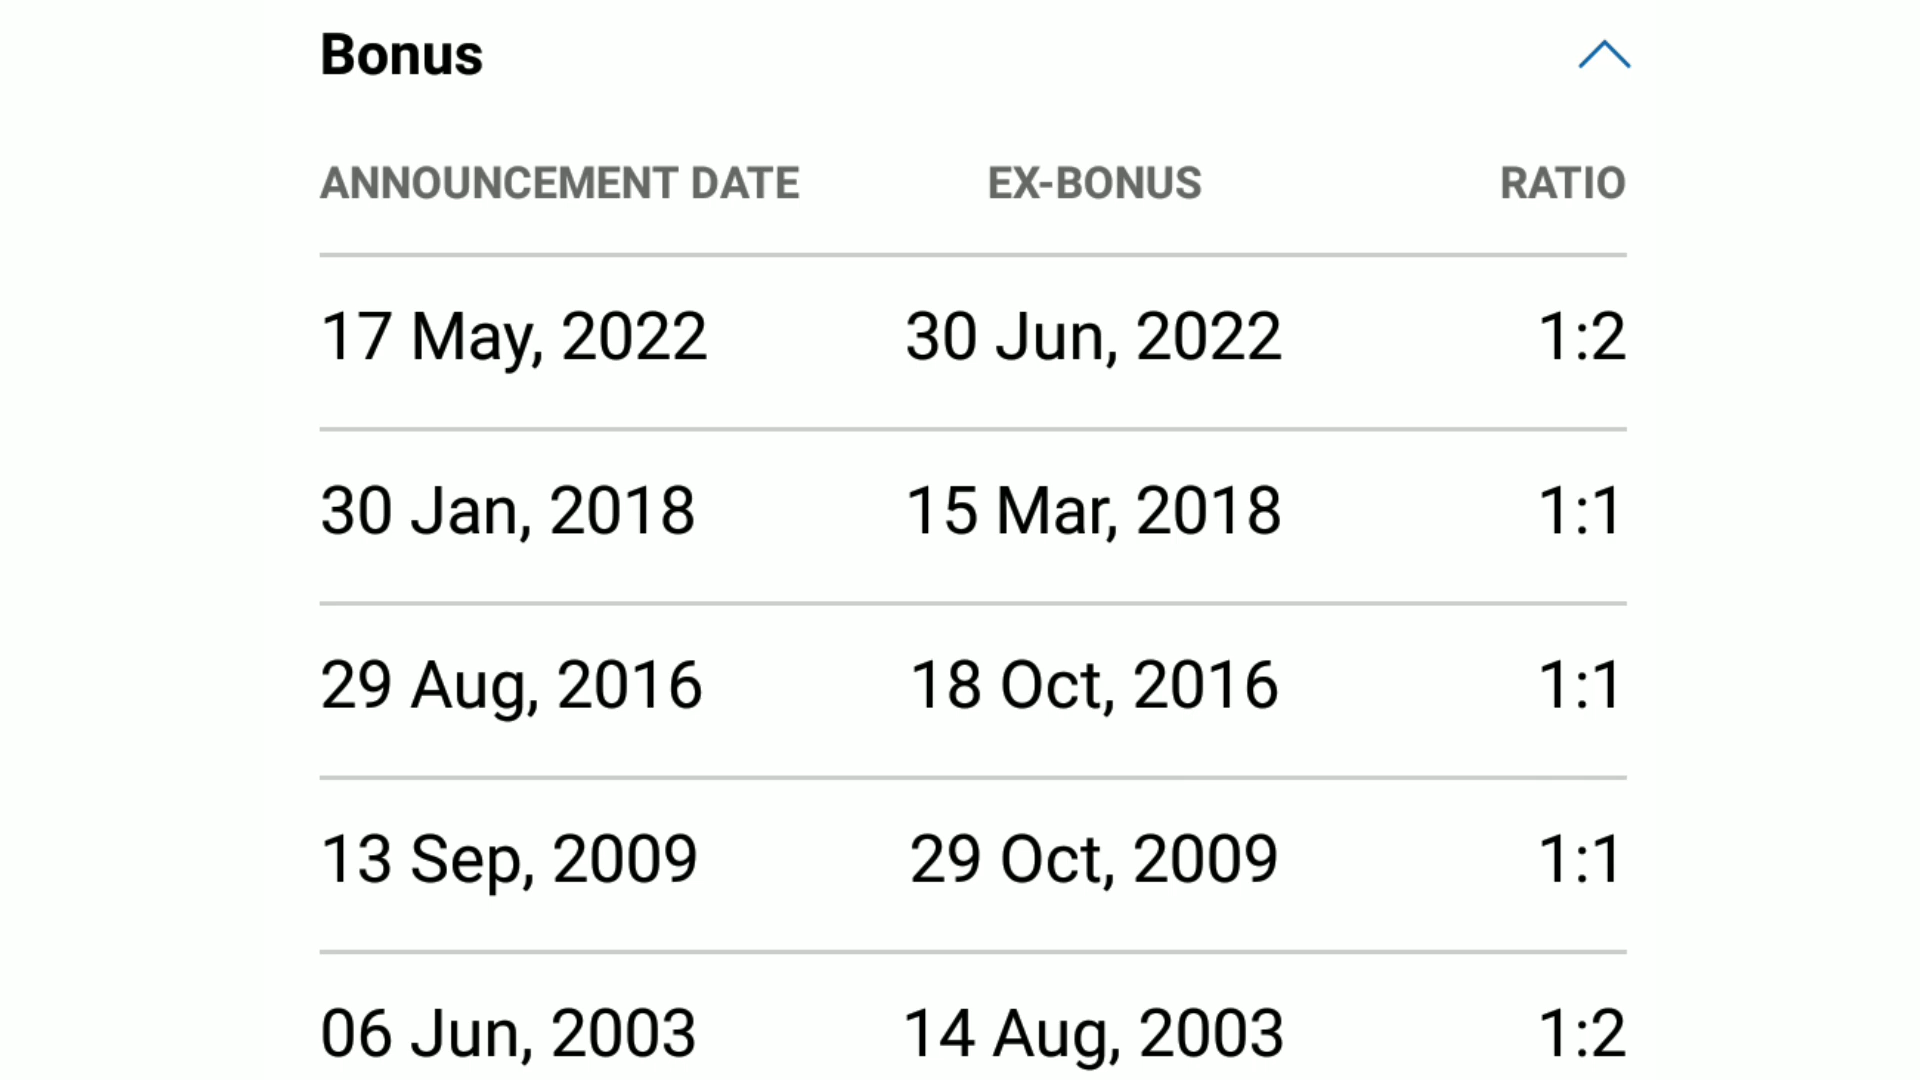 Bonus
ANNOUNCEMENT DATE EX-BONUS RATIO
17 May, 2022 30 Jun, 2022 1:2
30 Jan, 2018 15 Mar, 2018 1:1
29 Aug, 2016 18 Oct, 2016 1:1
13 Sep, 2009 29 Oct, 2009 1:1
06 Jun, 2003 14 Aug, 2003 1:2